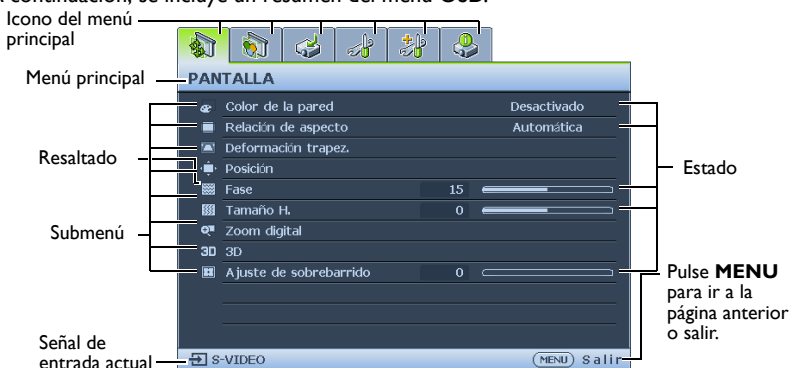 A continuación, se incluye un resumen del menú OSD.
Icono del menú
principal
Menú principal
PANTALLA
Color de la pared Desactivado
Relación de aspecto Automática
Deformación trapez.
Resaltado
Posición
Estado
Fase 15
Tamaño H. 0
Submenú
Zoom digital
3D 3D
Ajuste de sobrebarrido 0
Pulse MENU
para ir a la
página anterior
o salir.
Señal de
entrada actual
S-VIDEO
MENU Salir